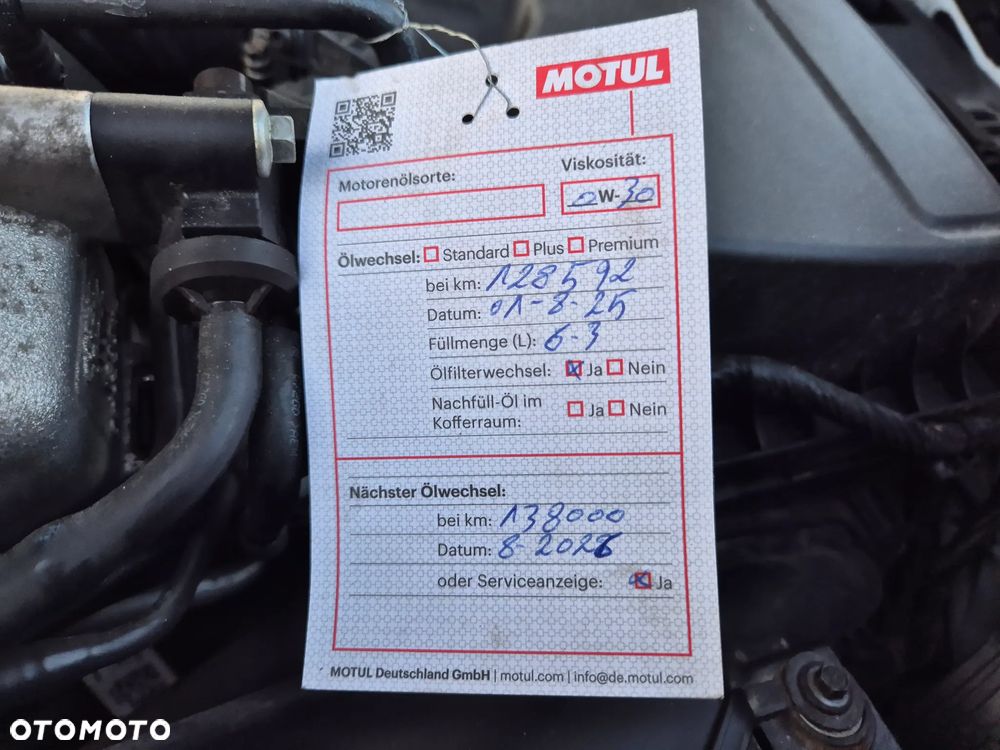 MOTUL
Motorenölsorte:
Viskosität:
0W-30
Ölwechsel: Standard Plus Premium
bei km: 128592
Datum: 01-8-25
Füllmenge (L): 6-3
Ölfilterwechsel: Ja Nein
Nachfüll-Öl im
Kofferraum: Ja Nein
Nächster Ölwechsel:
bei km: 138000
Datum: 8-2026
oder Serviceanzeige: Ja
MOTUL Deutschland GmbH | motul.com | info@de.motul.com
OTOMOTO